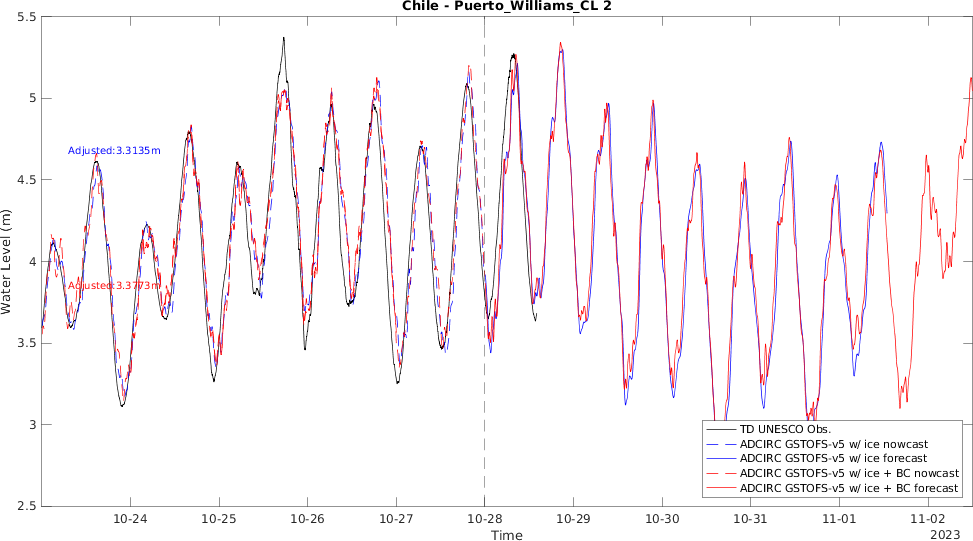 Chile - Puerto_Williams_CL 2
Water Level (m)
5.5
5
4.5
4
3.5
3
2.5
Adjusted:3.3135m
Adjusted:3.3773m
TD UNESCO Obs.
ADCIRC GSTOFS-v5 w/ ice nowcast
ADCIRC GSTOFS-v5 w/ ice forecast
ADCIRC GSTOFS-v5 w/ ice + BC nowcast
ADCIRC GSTOFS-v5 w/ ice + BC forecast
10-24
10-25
10-26
10-27
10-28
10-29
10-30
10-31
11-01
11-02
Time
2023